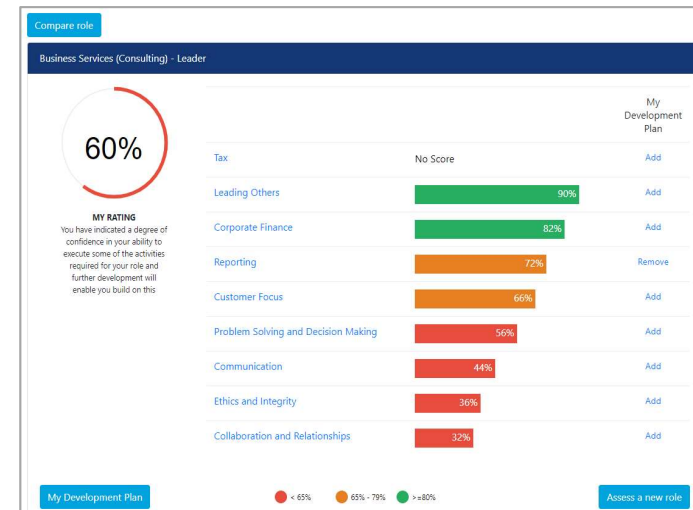 Compare role
Business Services (Consulting) - Leader
60%
MY RATING
You have indicated a degree of
confidence in your ability to
execute some of the activities
required for your role and
further development will
enable you build on this
My
Development
Plan
Tax No Score Add
Leading Others 90% Add
Corporate Finance 82% Add
Reporting 72% Remove
Customer Focus 66% Add
Problem Solving and Decision Making 56% Add
Communication 44% Add
Ethics and Integrity 36% Add
Collaboration and Relationships 32% Add
My Development Plan < 65% 65% - 79% >=80% Assess a new role